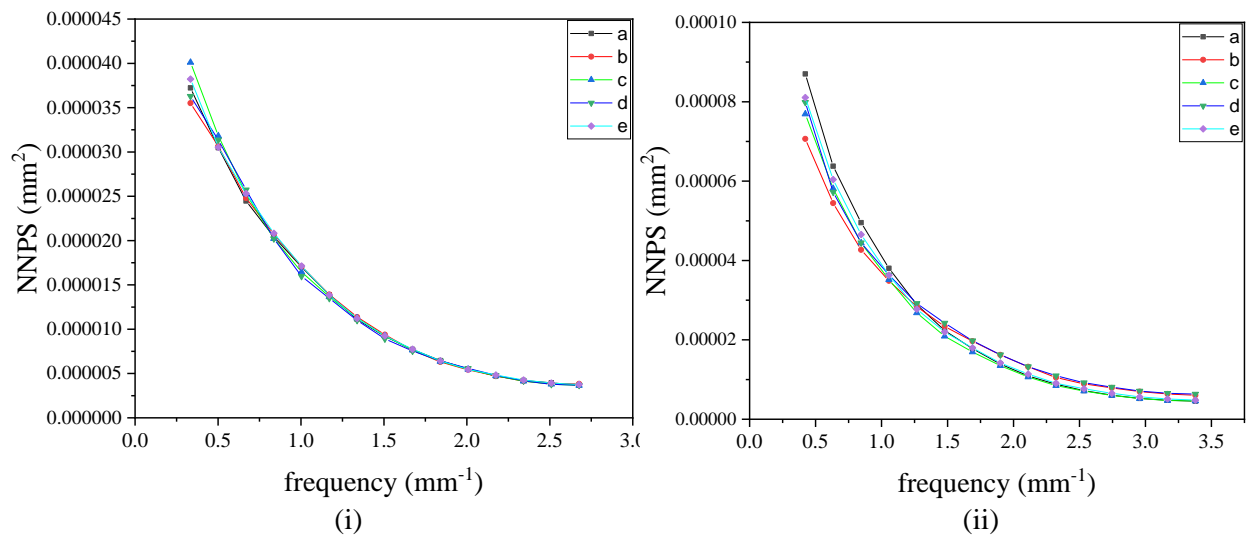 0.000045
0.000040
0.000035
0.000030
0.000025
0.000020
0.000015
0.000010
0.000005
0.000000
NNPS (mm²)
0.0 0.5 1.0 1.5 2.0 2.5 3.0
frequency (mm⁻¹)
a
b
c
d
e
(i)
0.00010
0.00008
0.00006
0.00004
0.00002
0.00000
NNPS (mm²)
0.0 0.5 1.0 1.5 2.0 2.5 3.0 3.5
frequency (mm⁻¹)
a
b
c
d
e
(ii)